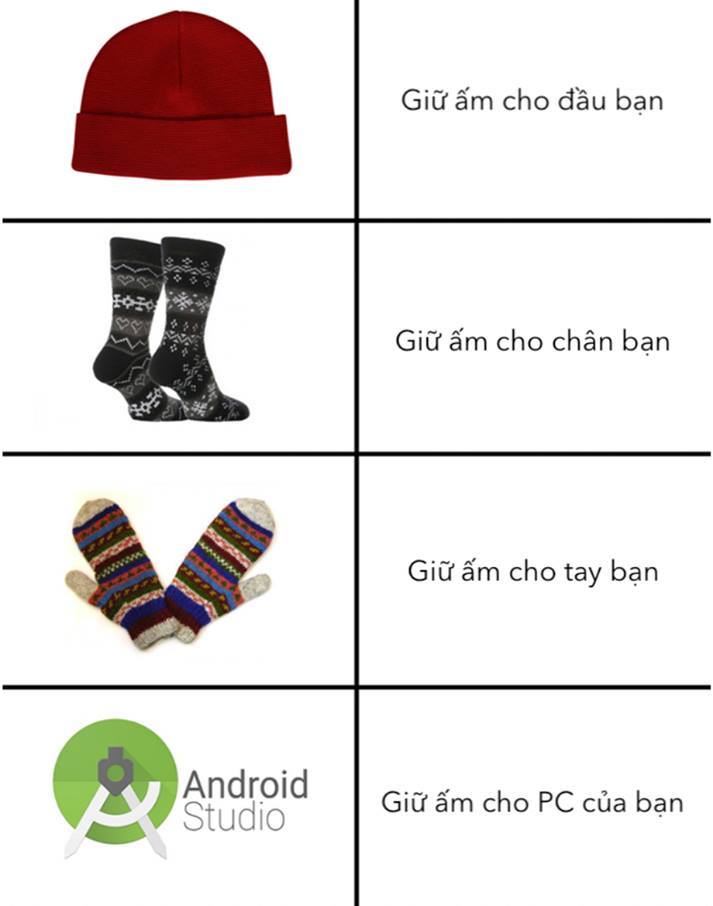 Giữ ấm cho đầu bạn
Giữ ấm cho chân bạn
Giữ ấm cho tay bạn
Android
Studio
Giữ ấm cho PC của bạn